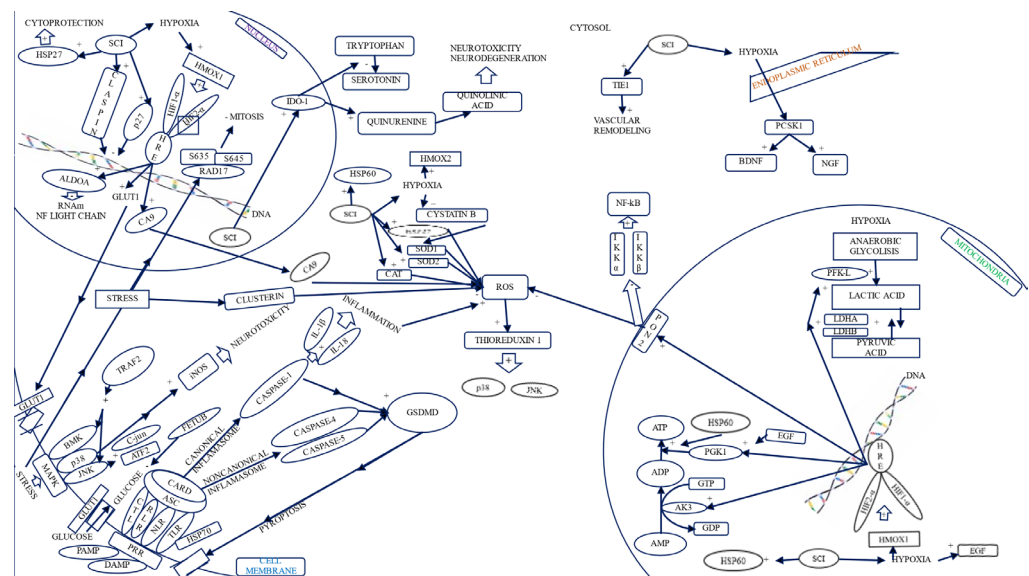 CYTOPROTECTION
HYPOXIA
SCI
HSP27
NUCLEUS
HMOX1
CLASPIN
p27
HIF1-α
HIF2-α
HRE
- MITOSIS
S635
S645
RAD17
ALDOA
RNAm
NF LIGHT CHAIN
GLUT1
CA9
DNA
SCI
TRYPTOPHAN
SEROTONIN
IDO-1
QUINURENINE
NEUROTOXICITY
NEURODEGENERATION
QUINOLINIC
ACID
CYTOSOL
SCI
HYPOXIA
TIE1
VASCULAR
REMODELING
ENDOPLASMIC RETICULUM
PCSK1
BDNF
NGF
HMOX2
HSP60
HYPOXIA
SCI
CYSTATIN B
HSP27
SOD1
SOD2
CAT
CA9
ROS
STRESS
CLUSTERIN
THIOREDUXIN 1
p38
JNK
NF-kB
IKKα
IKKβ
PON2
INFLAMMATION
IL-1β
IL-18
NEUROTOXICITY
iNOS
TRAF2
BMK
p38
JNK
MAPK
STRESS
GLUT1
C-jun
ATF2
FETUB
CASPASE-1
CANONICAL
INFLAMASOME
NONCANONICAL
INFLAMASOME
CASPASE-4
CASPASE-5
GSDMD
PYROPTOSIS
CARD
ASC
CTL
RLR
NLR
TLR
HSP70
PRR
GLUCOSE
GLUT1
GLUCOSE
PAMP
DAMP
CELL
MEMBRANE
HYPOXIA
MITOCHONDRIA
ANAEROBIC
GLYCOLISIS
PFK-L
LACTIC ACID
LDHA
LDHB
PYRUVIC
ACID
DNA
HRE
HIF2-α
HIF1-α
HMOX1
ATP
HSP60
EGF
PGK1
ADP
GTP
AK3
GDP
AMP
HSP60
SCI
HYPOXIA
EGF